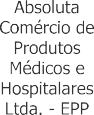 Absoluta
Comércio de
Produtos
Médicos e
Hospitalares
Ltda. - EPP